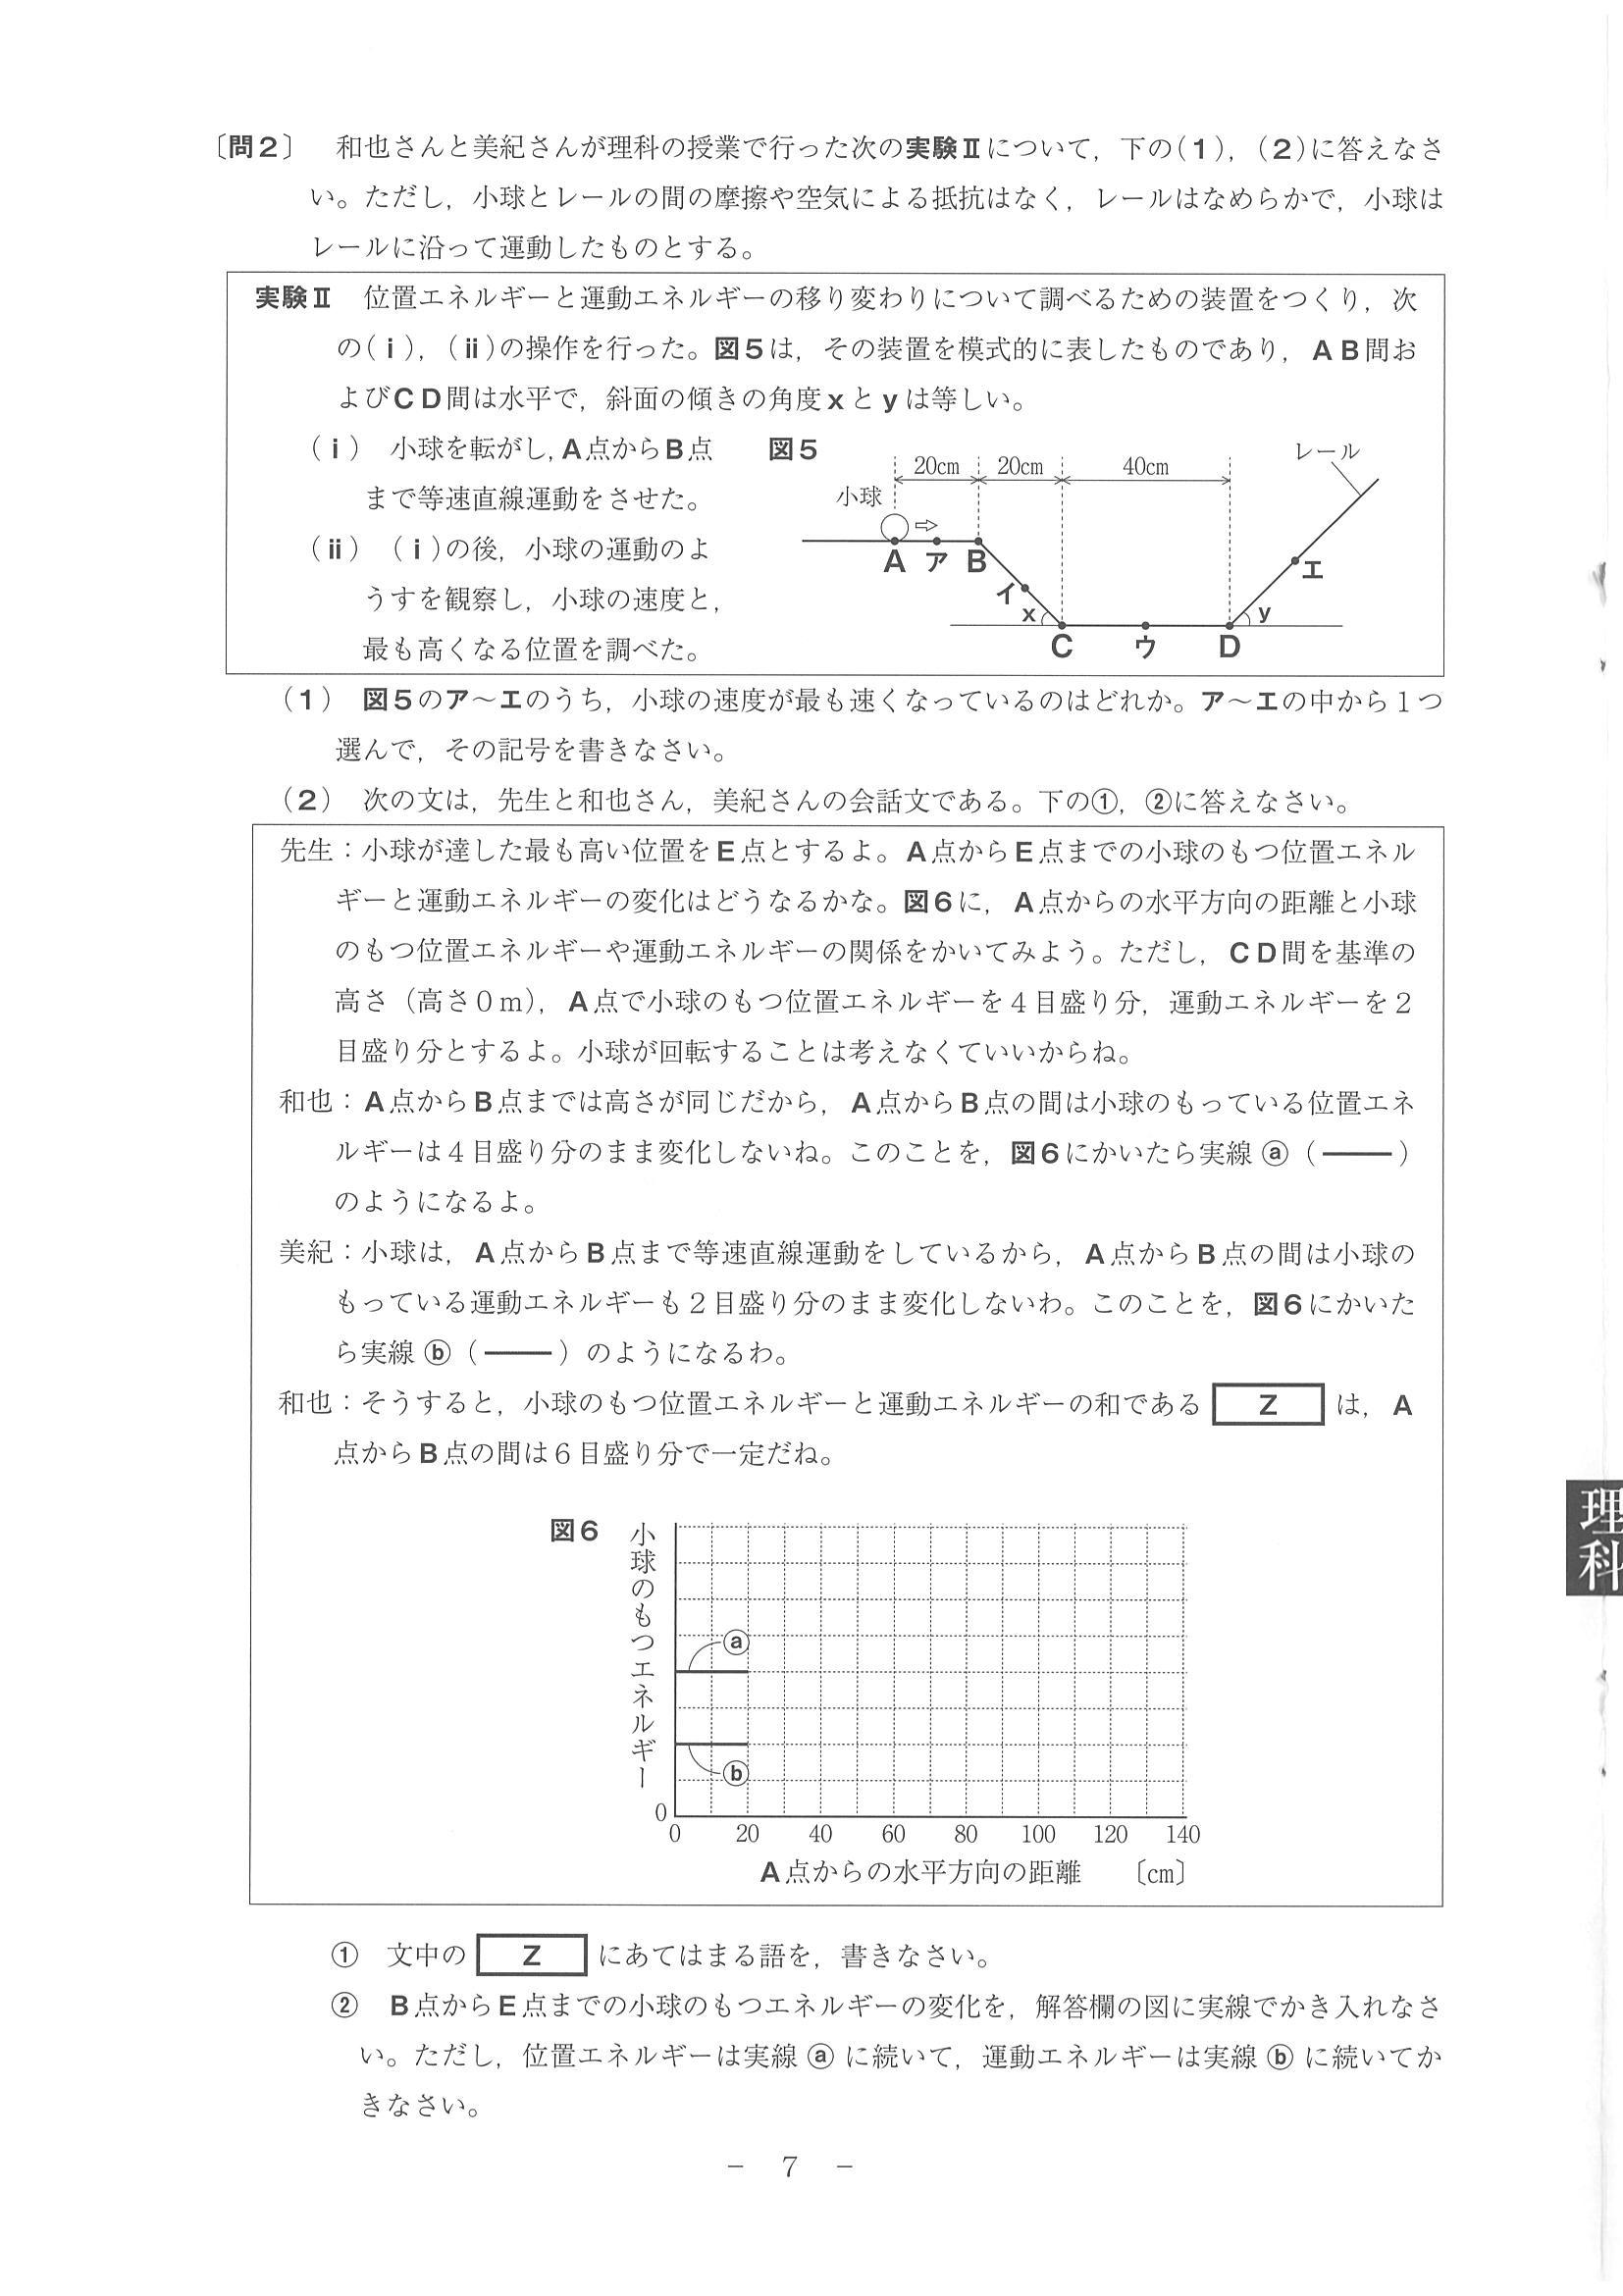 〔問2〕　和也さんと美紀さんが理科の授業で行った次の実験Ⅱについて，下の(1)，(2)に答えなさ
い。ただし，小球とレールの間の摩擦や空気による抵抗はなく，レールはなめらかで，小球は
レールに沿って運動したものとする。
実験Ⅱ　位置エネルギーと運動エネルギーの移り変わりについて調べるための装置をつくり，次
の(ⅰ)，(ⅱ)の操作を行った。図5は，その装置を模式的に表したものであり，AB間お
よびCD間は水平で，斜面の傾きの角度xとyは等しい。
(ⅰ)　小球を転がし，A点からB点
まで等速直線運動をさせた。
(ⅱ)　(ⅰ)の後，小球の運動のよ
うすを観察し，小球の速度と，
最も高くなる位置を調べた。
図5
レール
20cm　20cm　40cm
小球
⇨
A　ア　B
エ
イ
x　y
C　ウ　D
(1)　図5のア～エのうち，小球の速度が最も速くなっているのはどれか。ア～エの中から1つ
選んで，その記号を書きなさい。
(2)　次の文は，先生と和也さん，美紀さんの会話文である。下の①，②に答えなさい。
先生：小球が達した最も高い位置をE点とするよ。A点からE点までの小球のもつ位置エネル
ギーと運動エネルギーの変化はどうなるかな。図6に，A点からの水平方向の距離と小球
のもつ位置エネルギーや運動エネルギーの関係をかいてみよう。ただし，CD間を基準の
高さ（高さ0m），A点で小球のもつ位置エネルギーを4目盛り分，運動エネルギーを2
目盛り分とするよ。小球が回転することは考えなくていいからね。
和也：A点からB点までは高さが同じだから，A点からB点の間は小球のもっている位置エネ
ルギーは4目盛り分のまま変化しないね。このことを，図6にかいたら実線ⓐ（――）
のようになるよ。
美紀：小球は，A点からB点まで等速直線運動をしているから，A点からB点の間は小球の
もっている運動エネルギーも2目盛り分のまま変化しないわ。このことを，図6にかいた
ら実線ⓑ（――）のようになるわ。
和也：そうすると，小球のもつ位置エネルギーと運動エネルギーの和である　Z　は，A
点からB点の間は6目盛り分で一定だね。
図6
小球のもつエネルギー
ⓐ
ⓑ
0
0　20　40　60　80　100　120　140
A点からの水平方向の距離　〔cm〕
①　文中の　Z　にあてはまる語を，書きなさい。
②　B点からE点までの小球のもつエネルギーの変化を，解答欄の図に実線でかき入れなさ
い。ただし，位置エネルギーは実線ⓐに続いて，運動エネルギーは実線ⓑに続いてか
きなさい。
－　7　－
理科